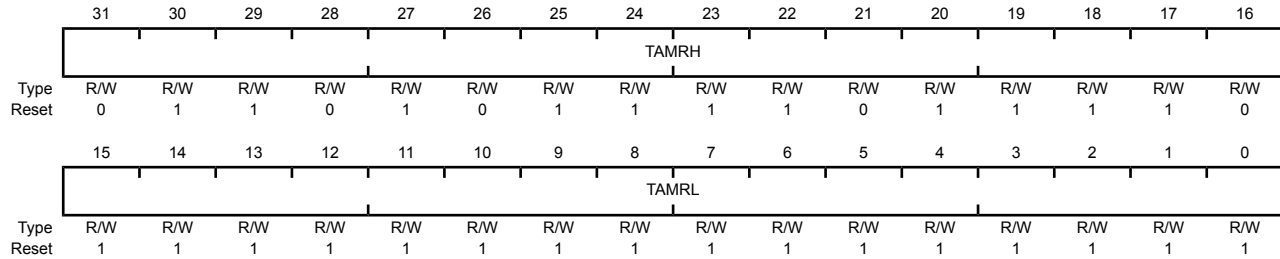 31 30 29 28 27 26 25 24 23 22 21 20 19 18 17 16
TAMRH
Type R/W R/W R/W R/W R/W R/W R/W R/W R/W R/W R/W R/W R/W R/W R/W R/W
Reset 0 1 1 0 1 0 1 1 1 1 0 1 1 1 1 0
15 14 13 12 11 10 9 8 7 6 5 4 3 2 1 0
TAMRL
Type R/W R/W R/W R/W R/W R/W R/W R/W R/W R/W R/W R/W R/W R/W R/W R/W
Reset 1 1 1 1 1 1 1 1 1 1 1 1 1 1 1 1